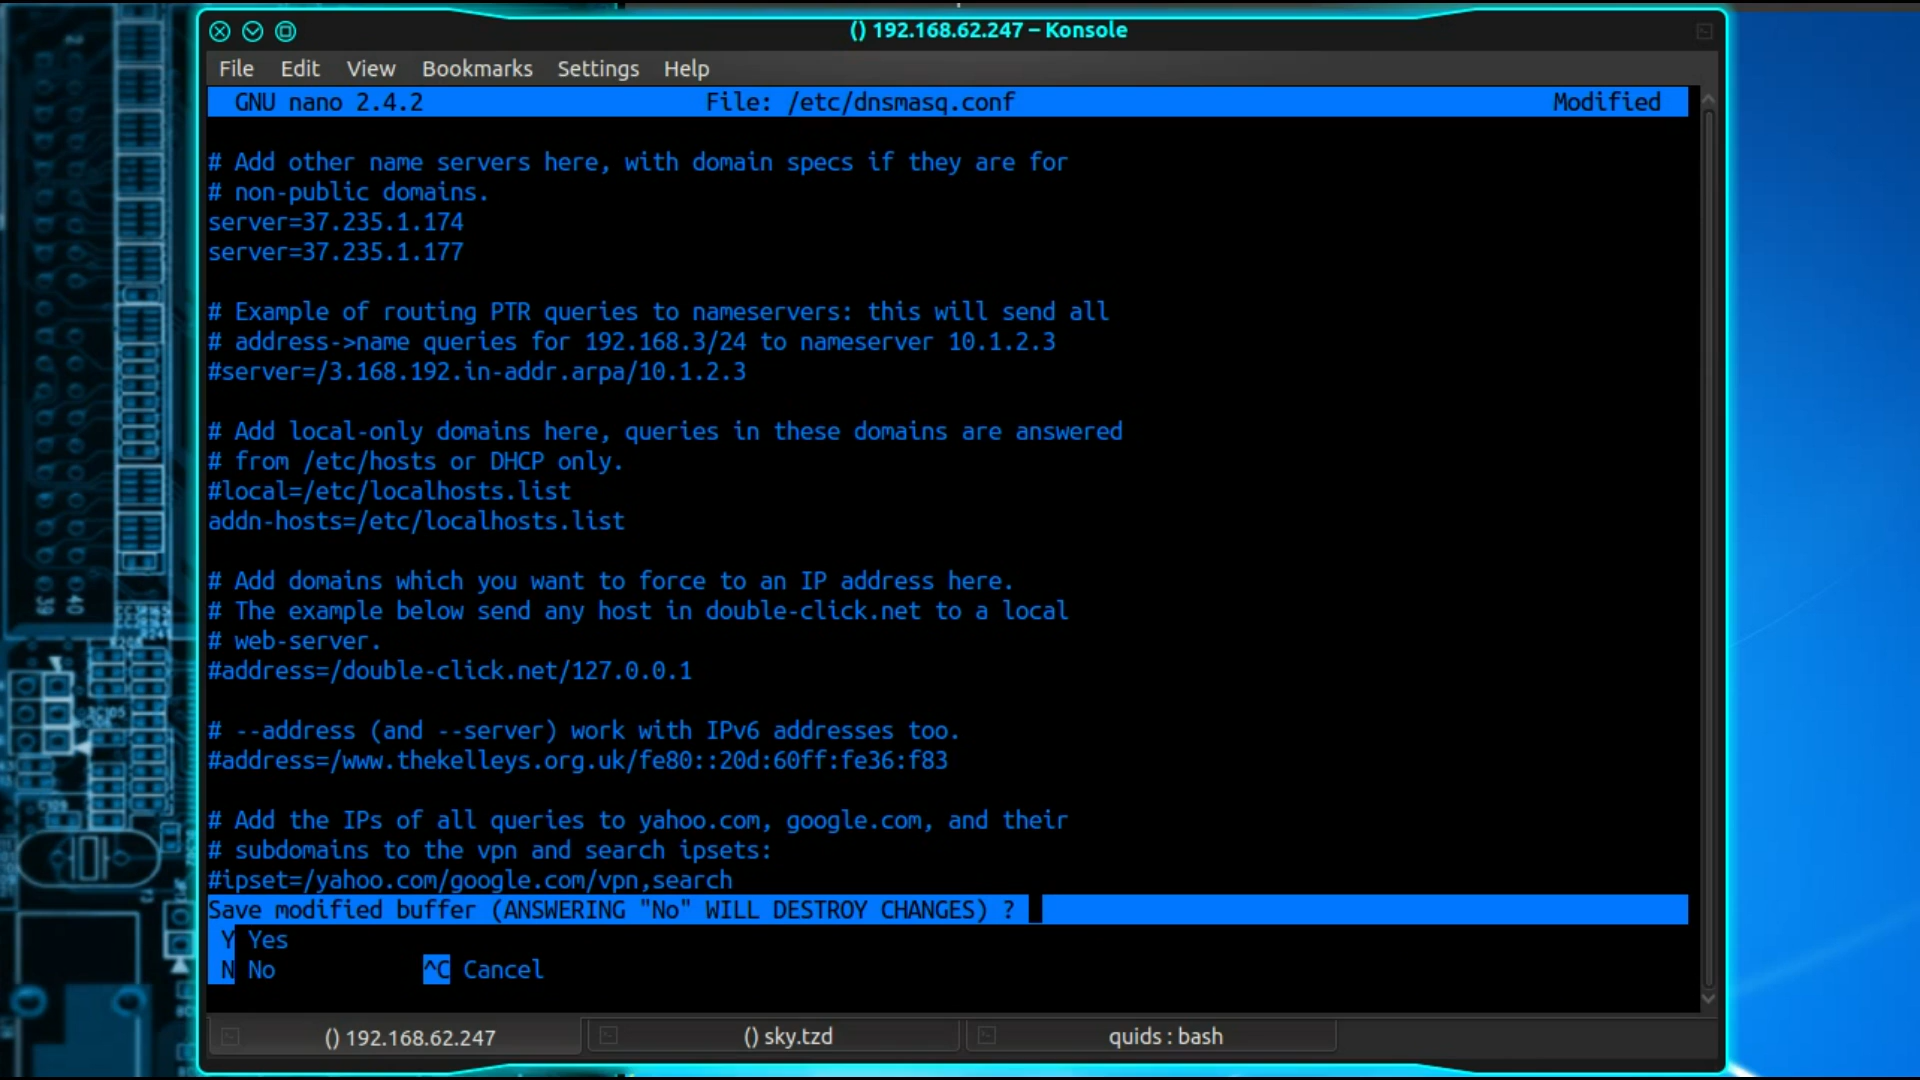 () 192.168.62.247 – Konsole
File Edit View Bookmarks Settings Help
GNU nano 2.4.2 File: /etc/dnsmasq.conf Modified
# Add other name servers here, with domain specs if they are for
# non-public domains.
server=37.235.1.174
server=37.235.1.177
# Example of routing PTR queries to nameservers: this will send all
# address->name queries for 192.168.3/24 to nameserver 10.1.2.3
#server=/3.168.192.in-addr.arpa/10.1.2.3
# Add local-only domains here, queries in these domains are answered
# from /etc/hosts or DHCP only.
#local=/etc/localhosts.list
addn-hosts=/etc/localhosts.list
# Add domains which you want to force to an IP address here.
# The example below send any host in double-click.net to a local
# web-server.
#address=/double-click.net/127.0.0.1
# --address (and --server) work with IPv6 addresses too.
#address=/www.thekelleys.org.uk/fe80::20d:60ff:fe36:f83
# Add the IPs of all queries to yahoo.com, google.com, and their
# subdomains to the vpn and search ipsets:
#ipset=/yahoo.com/google.com/vpn,search
Save modified buffer (ANSWERING "No" WILL DESTROY CHANGES) ?
Y Yes
N No ^C Cancel
() 192.168.62.247 () sky.tzd quids : bash